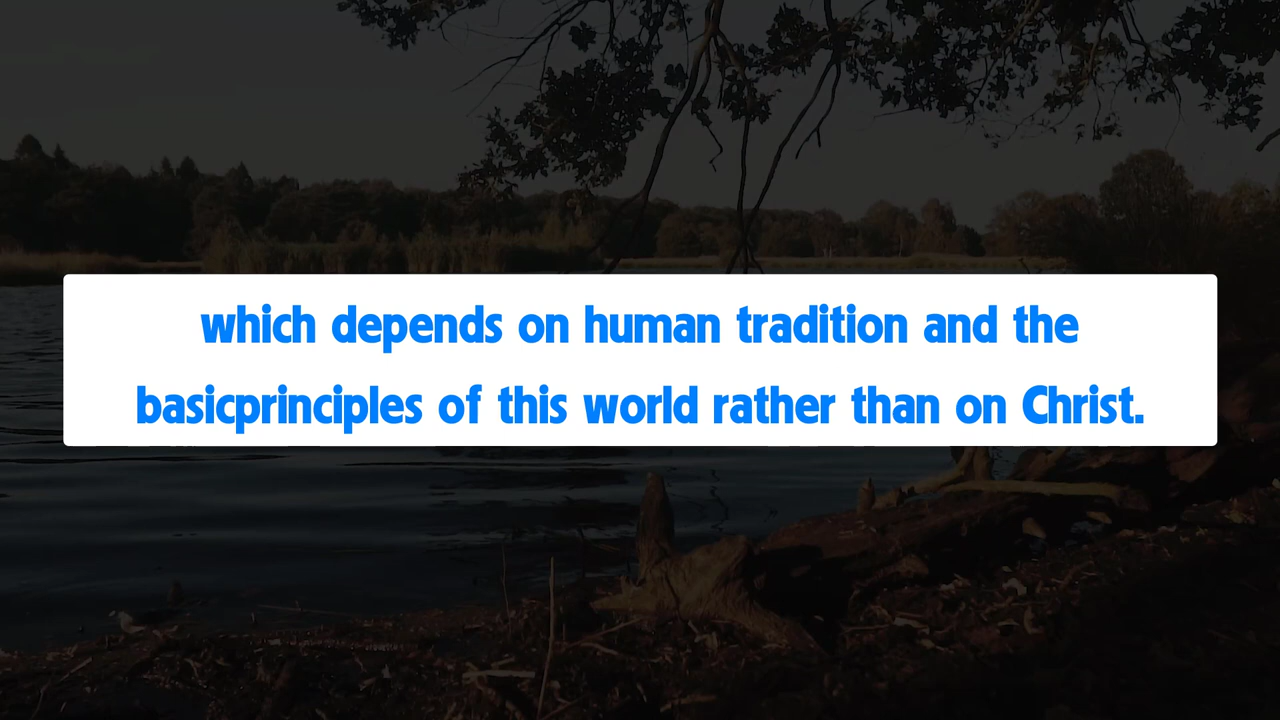 which depends on human tradition and the
basicprinciples of this world rather than on Christ.